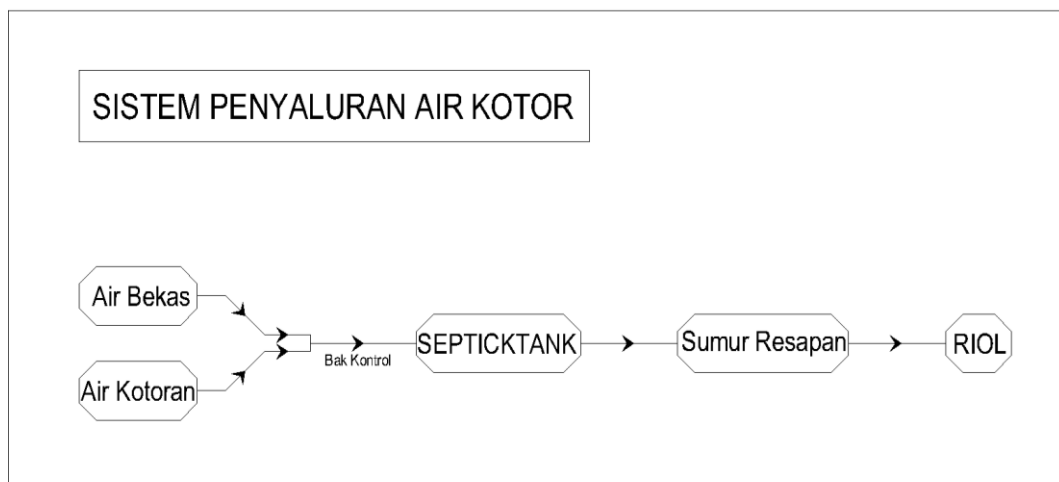 SISTEM PENYALURAN AIR KOTOR
Air Bekas
Air Kotoran
Bak Kontrol
SEPTICKTANK
Sumur Resapan
RIOL